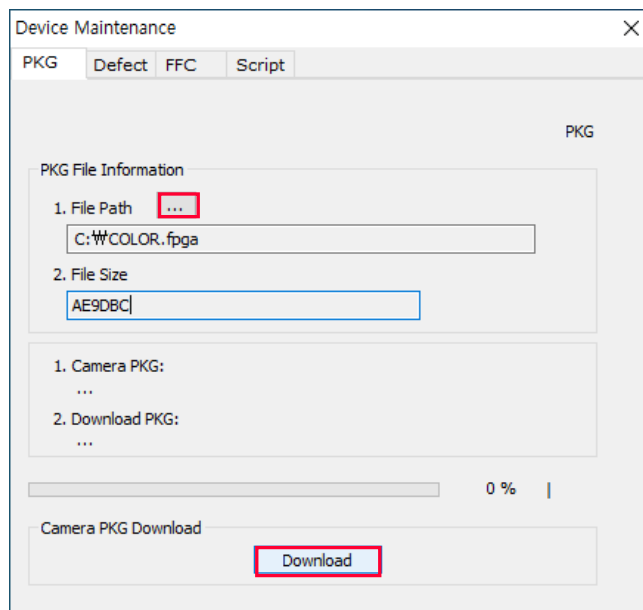 Device Maintenance
PKG Defect FFC Script
PKG
PKG File Information
1. File Path ...
C:₩COLOR.fpga
2. File Size
AE9DBC
1. Camera PKG:
...
2. Download PKG:
...
0 % |
Camera PKG Download
Download